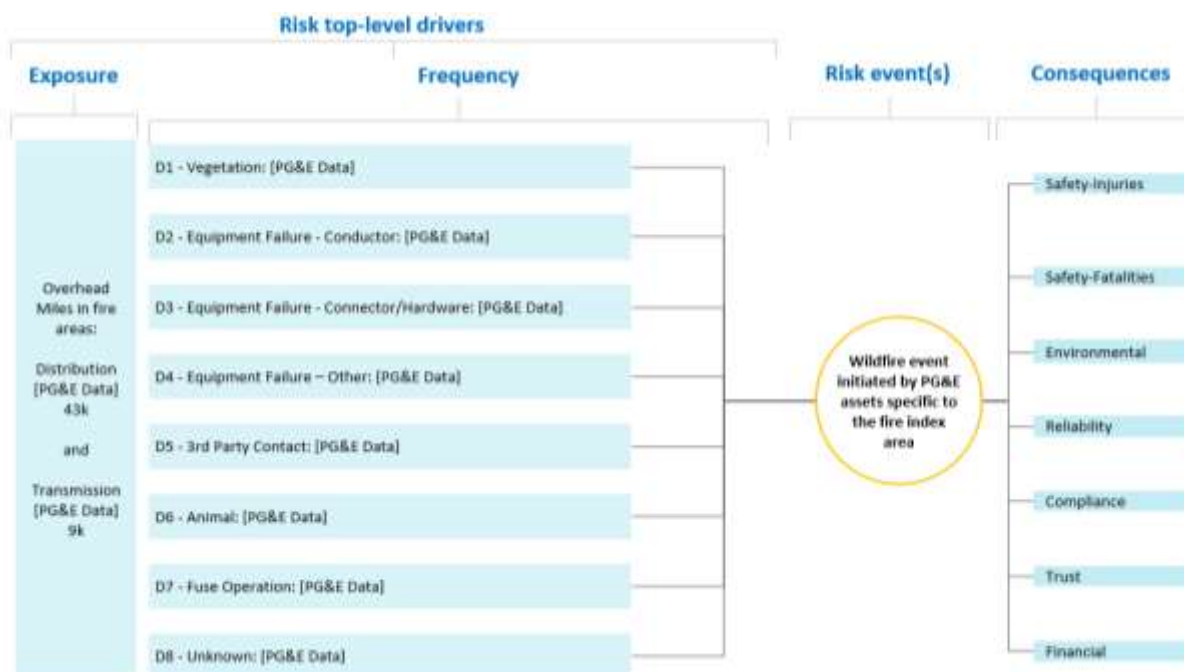 Risk top-level drivers
Exposure
Frequency
Risk event(s)
Consequences
Overhead
Miles in fire
areas:
Distribution
[PG&E Data]
43k
and
Transmission
[PG&E Data]
9k
D1 - Vegetation: [PG&E Data]
D2 - Equipment Failure - Conductor: [PG&E Data]
D3 - Equipment Failure - Connector/Hardware: [PG&E Data]
D4 - Equipment Failure – Other: [PG&E Data]
D5 - 3rd Party Contact: [PG&E Data]
D6 - Animal: [PG&E Data]
D7 - Fuse Operation: [PG&E Data]
D8 - Unknown: [PG&E Data]
Wildfire event
initiated by PG&E
assets specific to
the fire index
area
Safety-Injuries
Safety-Fatalities
Environmental
Reliability
Compliance
Trust
Financial